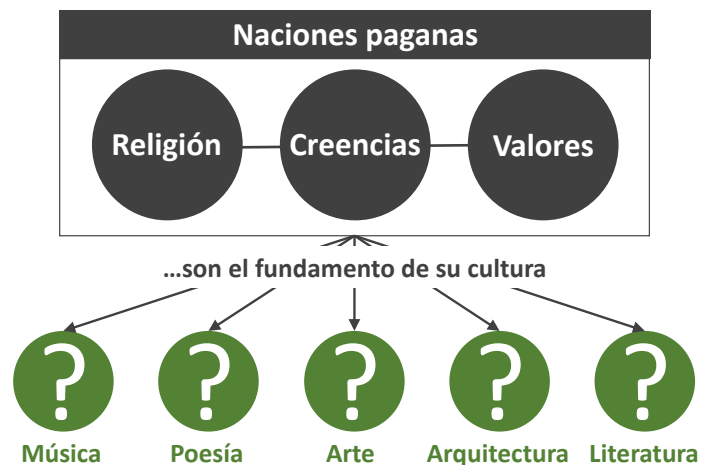 Naciones paganas
Religión Creencias Valores
...son el fundamento de su cultura
? ? ? ? ?
Música Poesía Arte Arquitectura Literatura